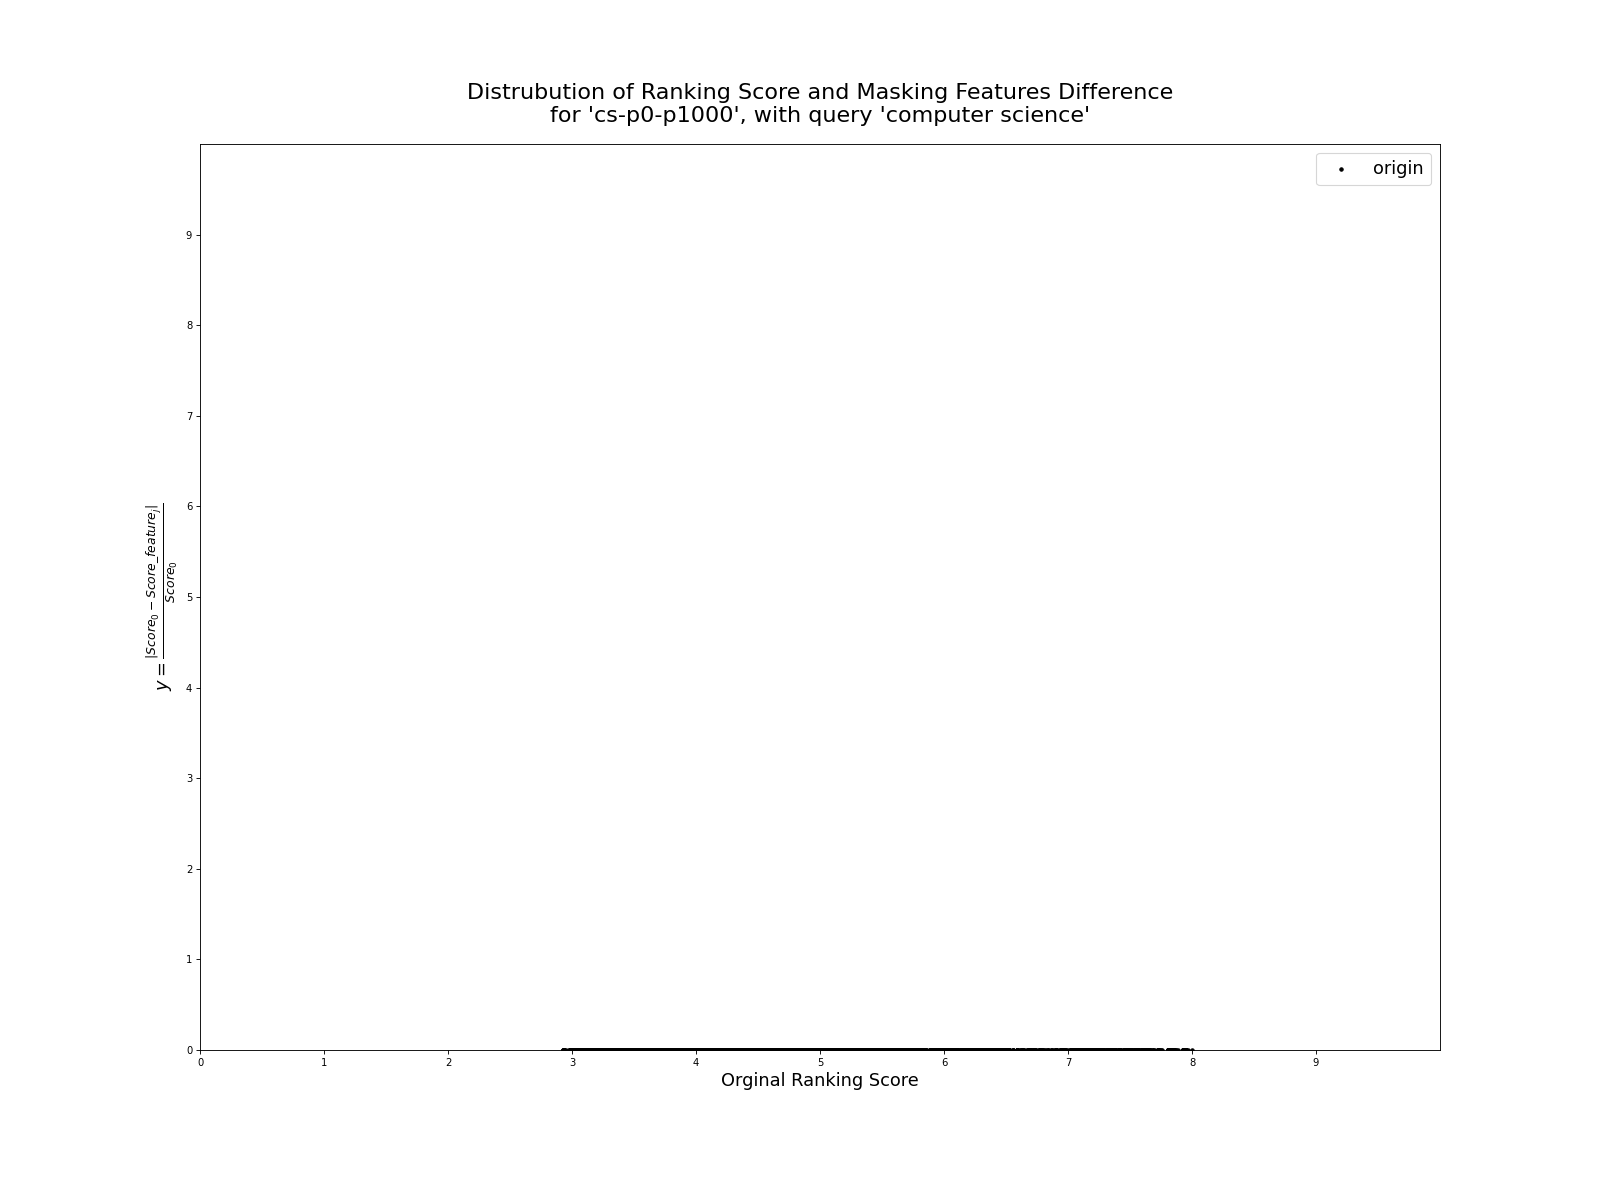 Distrubution of Ranking Score and Masking Features Difference
for 'cs-p0-p1000', with query 'computer science'
origin
9
8
7
6
5
4
3
2
1
0
y = |Score_0 − Score_feature_j| / Score_0
0 1 2 3 4 5 6 7 8 9
Orginal Ranking Score